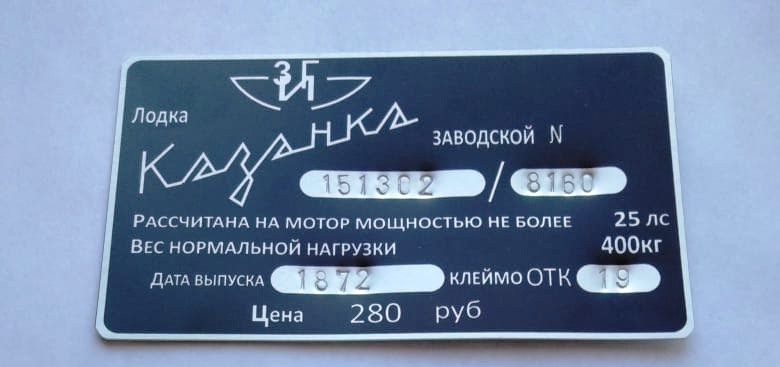 ЗИГ
Лодка
Казанка
ЗАВОДСКОЙ N
151302 / 8160
РАССЧИТАНА НА МОТОР МОЩНОСТЬЮ НЕ БОЛЕЕ 25 ЛС
ВЕС НОРМАЛЬНОЙ НАГРУЗКИ 400КГ
ДАТА ВЫПУСКА 1872 КЛЕЙМО ОТК 19
Цена 280 руб